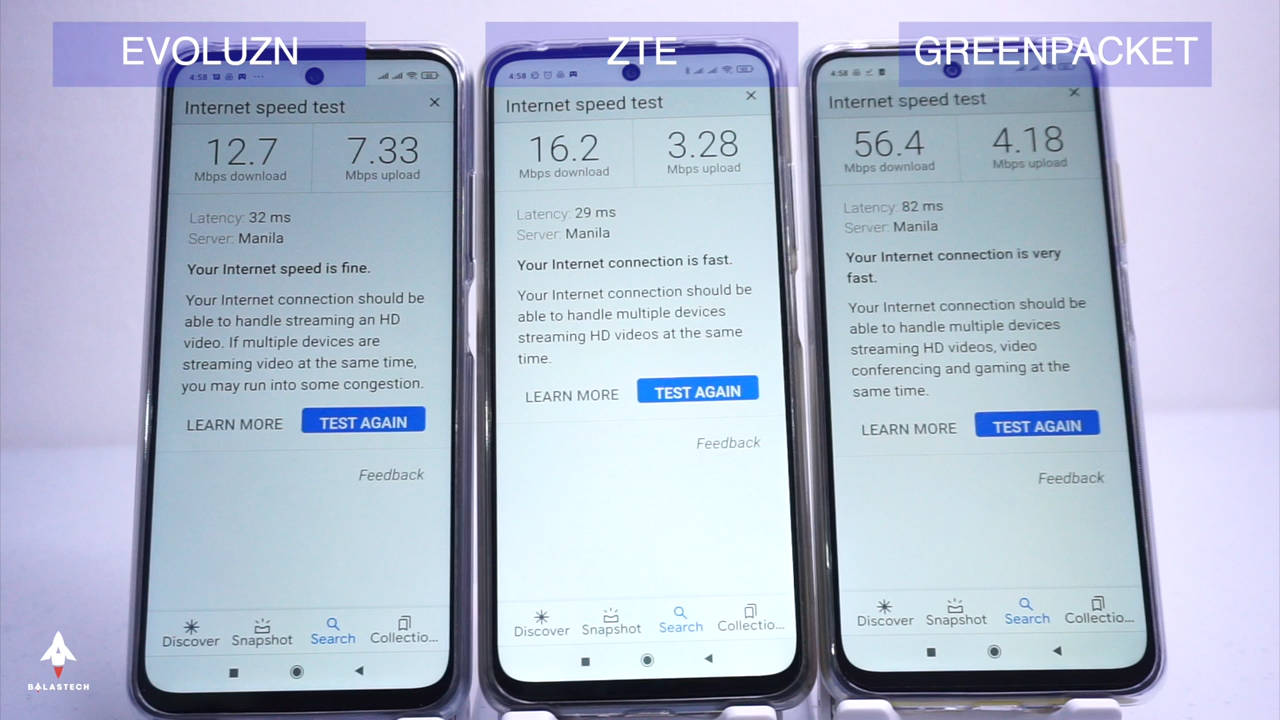 EVOLUZN
4:58
Internet speed test
12.7
Mbps download
7.33
Mbps upload
Latency: 32 ms
Server: Manila
Your Internet speed is fine.
Your Internet connection should be
able to handle streaming an HD
video. If multiple devices are
streaming video at the same time,
you may run into some congestion.
LEARN MORE
TEST AGAIN
Feedback
Discover
Snapshot
Search
Collectio...
ZTE
4:58
Internet speed test
16.2
Mbps download
3.28
Mbps upload
Latency: 29 ms
Server: Manila
Your Internet connection is fast.
Your Internet connection should be
able to handle multiple devices
streaming HD videos at the same
time.
LEARN MORE
TEST AGAIN
Feedback
Discover
Snapshot
Search
Collectio...
GREENPACKET
4:58
Internet speed test
56.4
Mbps download
4.18
Mbps upload
Latency: 82 ms
Server: Manila
Your Internet connection is very
fast.
Your Internet connection should be
able to handle multiple devices
streaming HD videos, video
conferencing and gaming at the
same time.
LEARN MORE
TEST AGAIN
Feedback
Discover
Snapshot
Search
Collectio...
BALASTECH